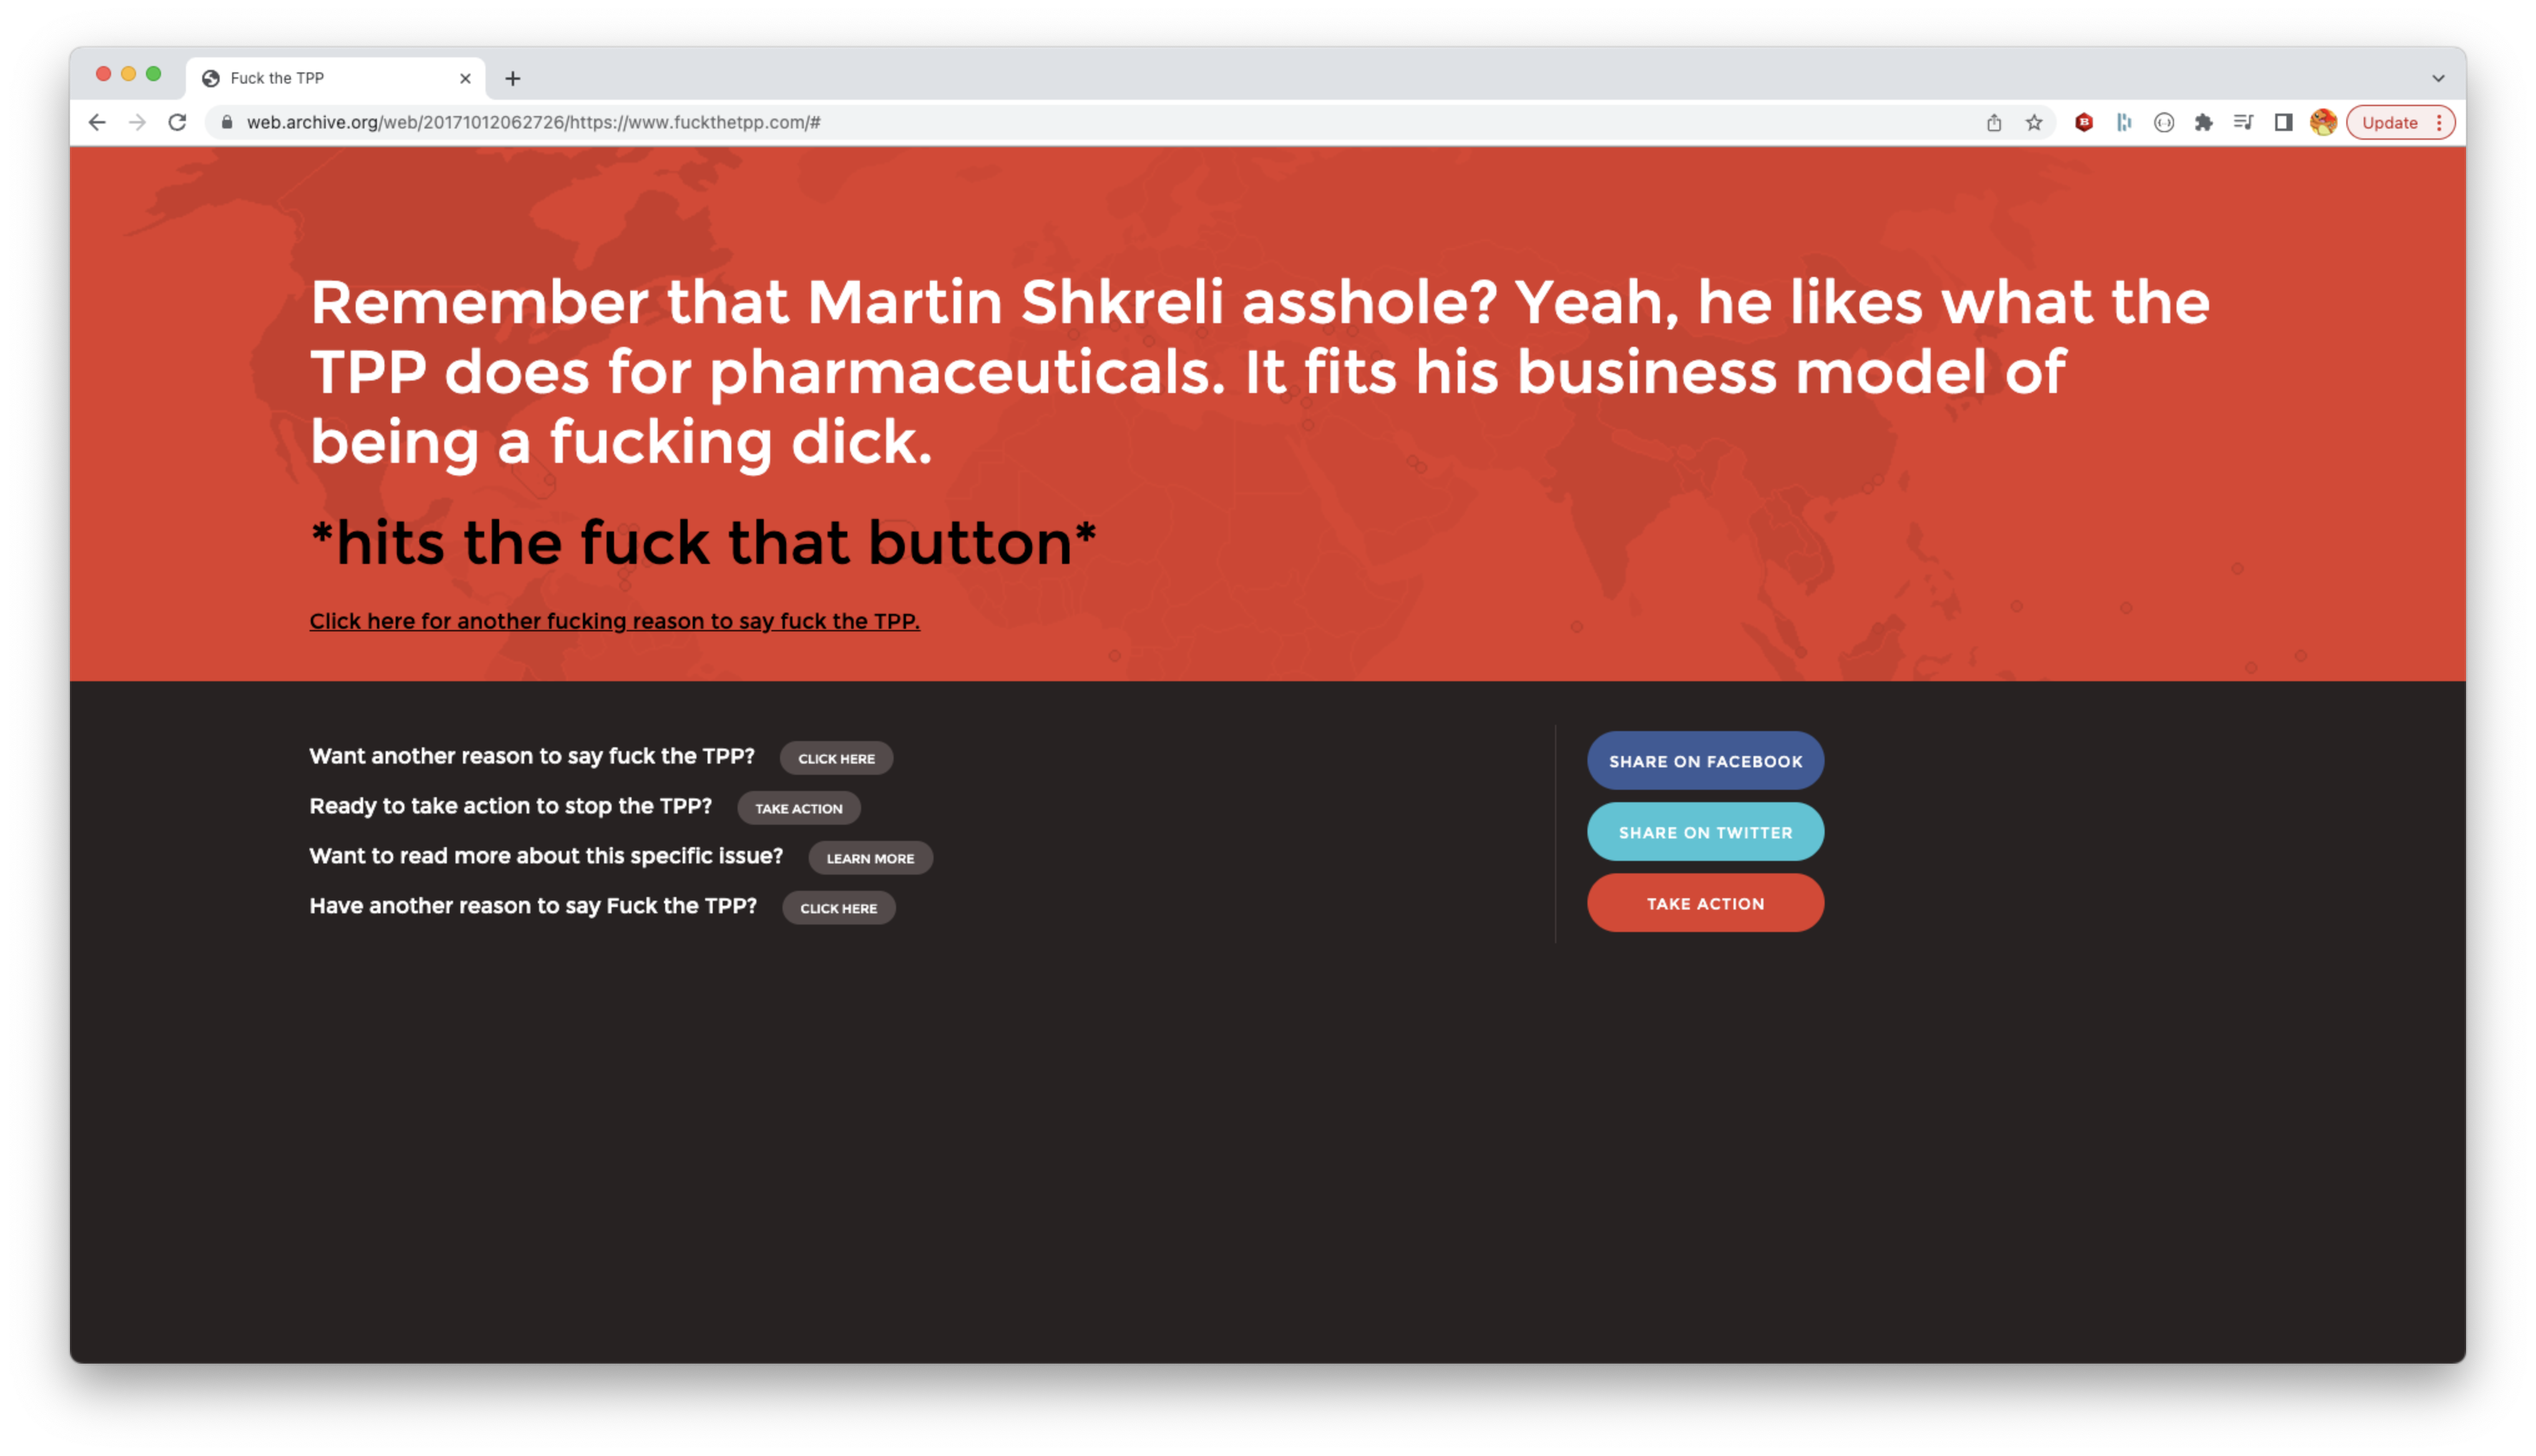 Fuck the TPP
web.archive.org/web/20171012062726/https://www.fuckthetpp.com/#
Update
Remember that Martin Shkreli asshole? Yeah, he likes what the
TPP does for pharmaceuticals. It fits his business model of
being a fucking dick.
*hits the fuck that button*
Click here for another fucking reason to say fuck the TPP.
Want another reason to say fuck the TPP? CLICK HERE
Ready to take action to stop the TPP? TAKE ACTION
Want to read more about this specific issue? LEARN MORE
Have another reason to say Fuck the TPP? CLICK HERE
SHARE ON FACEBOOK
SHARE ON TWITTER
TAKE ACTION